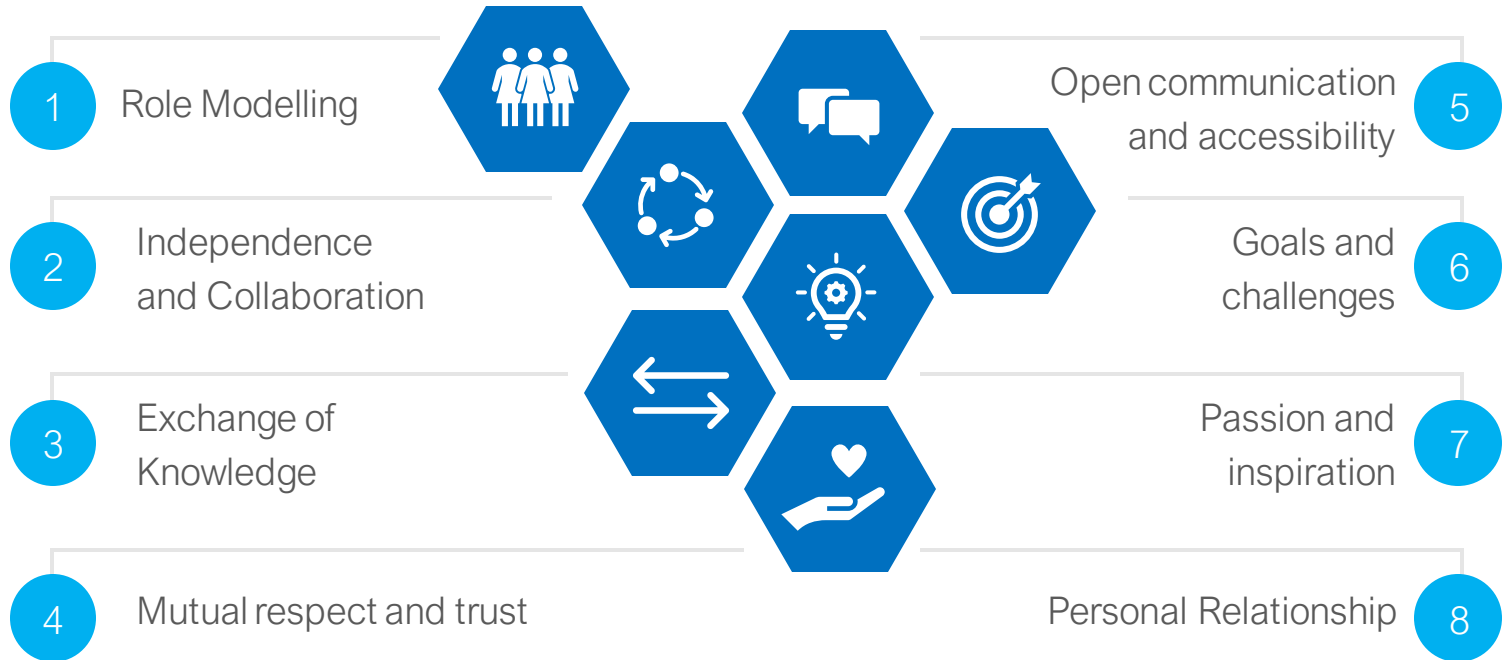 1
Role Modelling
2
Independence
and Collaboration
3
Exchange of
Knowledge
4
Mutual respect and trust
Open communication
and accessibility
5
Goals and
challenges
6
Passion and
inspiration
7
Personal Relationship
8